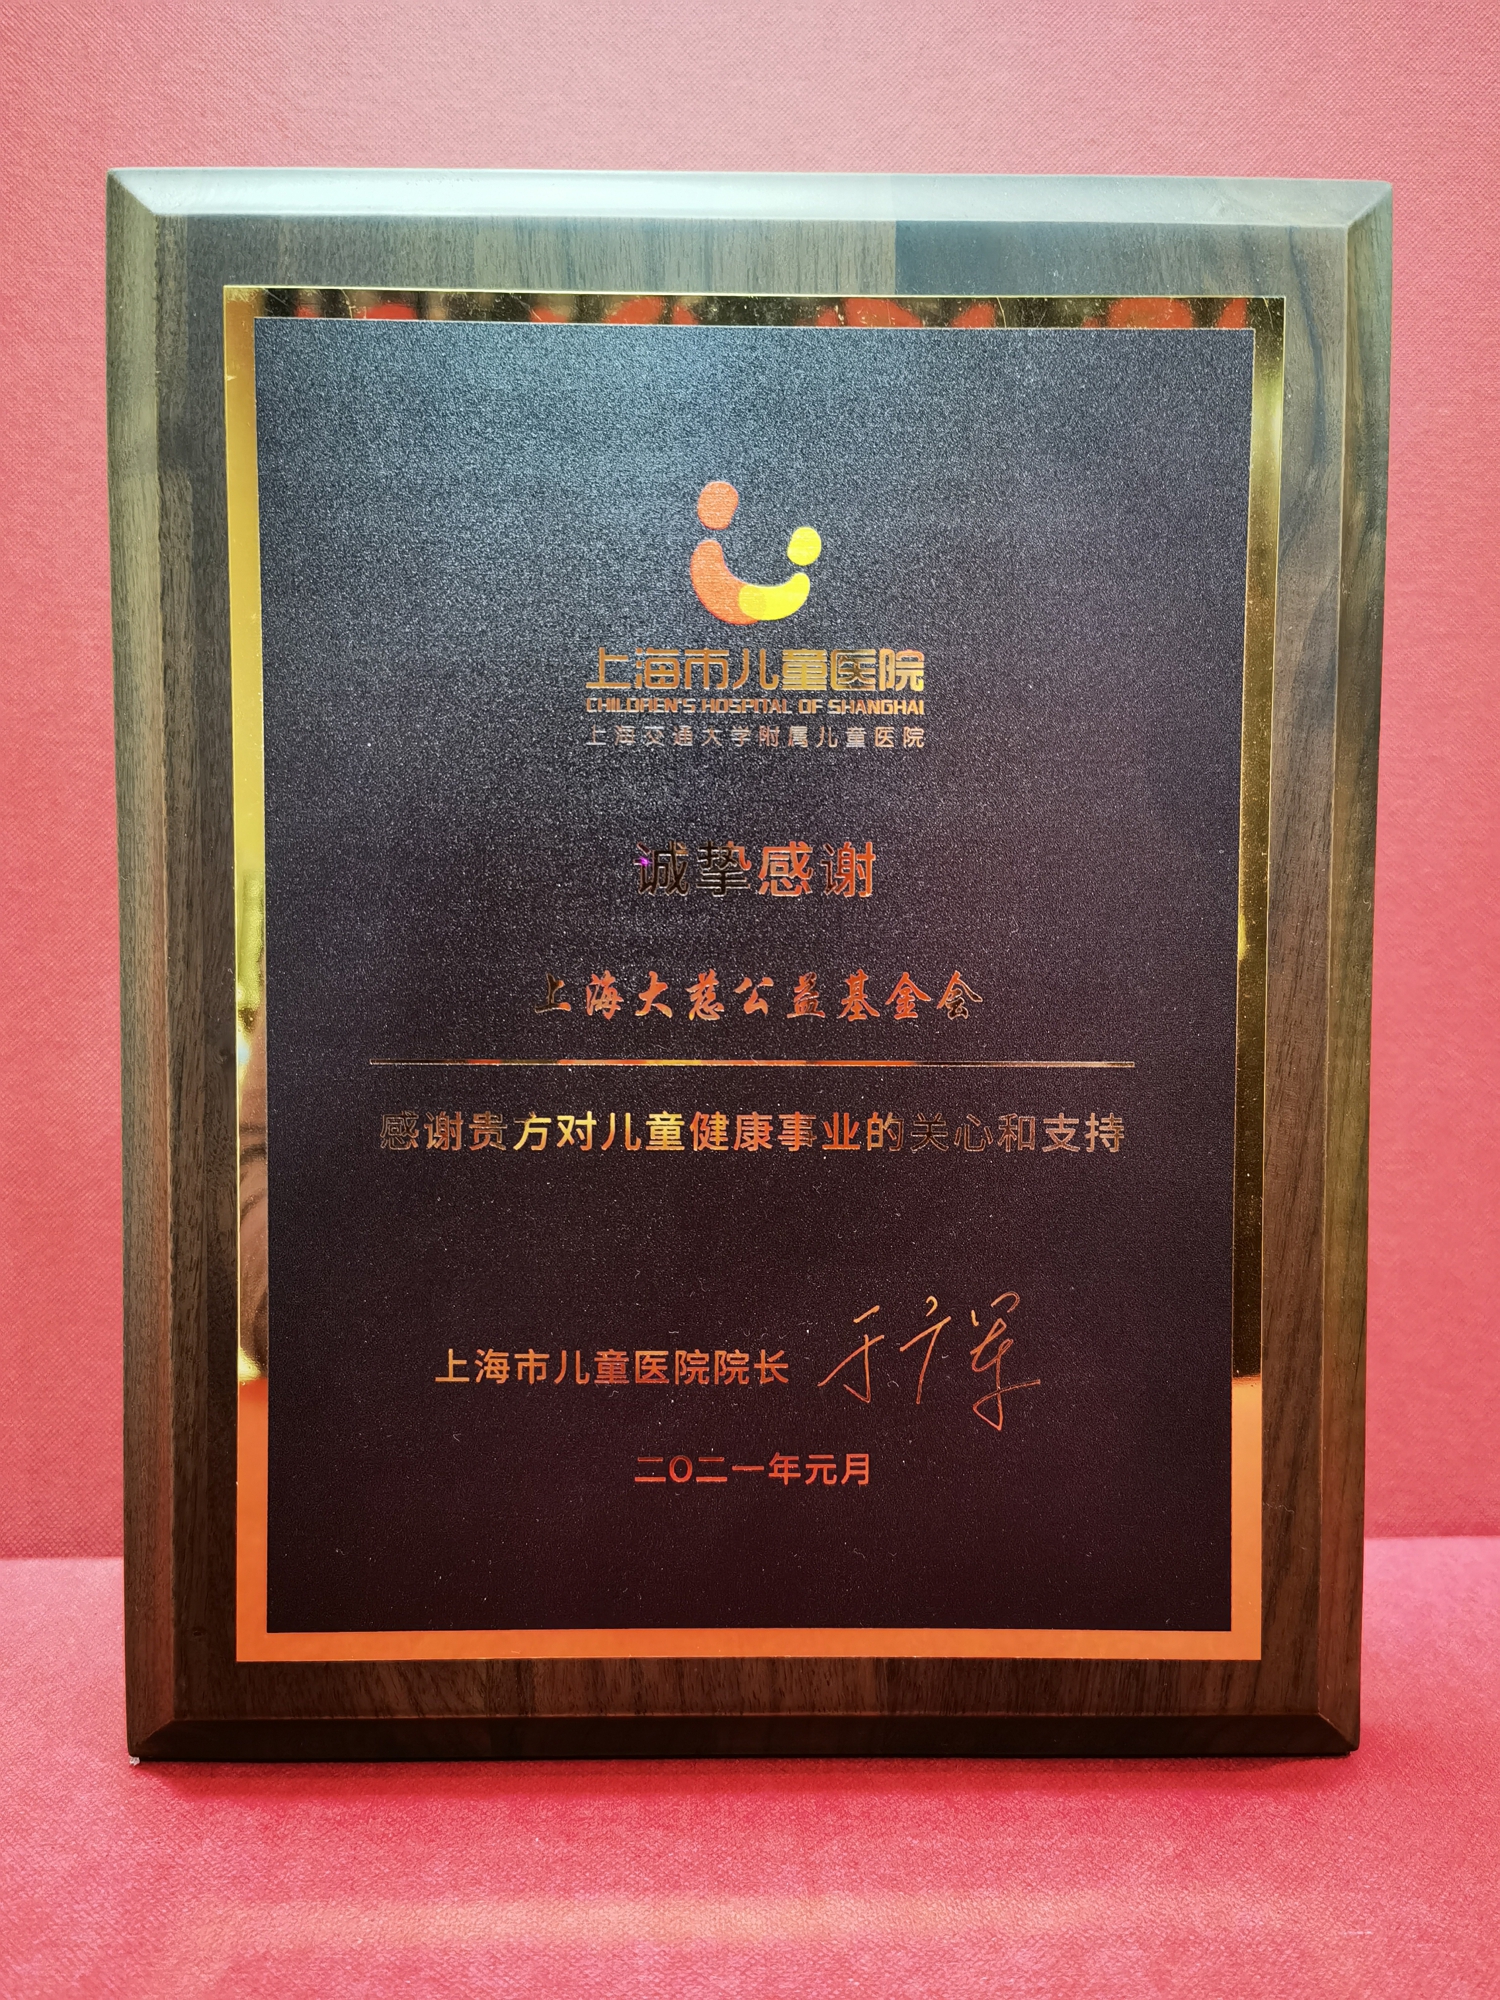 上海市儿童医院
CHILDREN'S HOSPITAL OF SHANGHAI
上海交通大学附属儿童医院
诚挚感谢
上海大慈公益基金会
感谢贵方对儿童健康事业的关心和支持
上海市儿童医院院长 于广军
二〇二一年元月